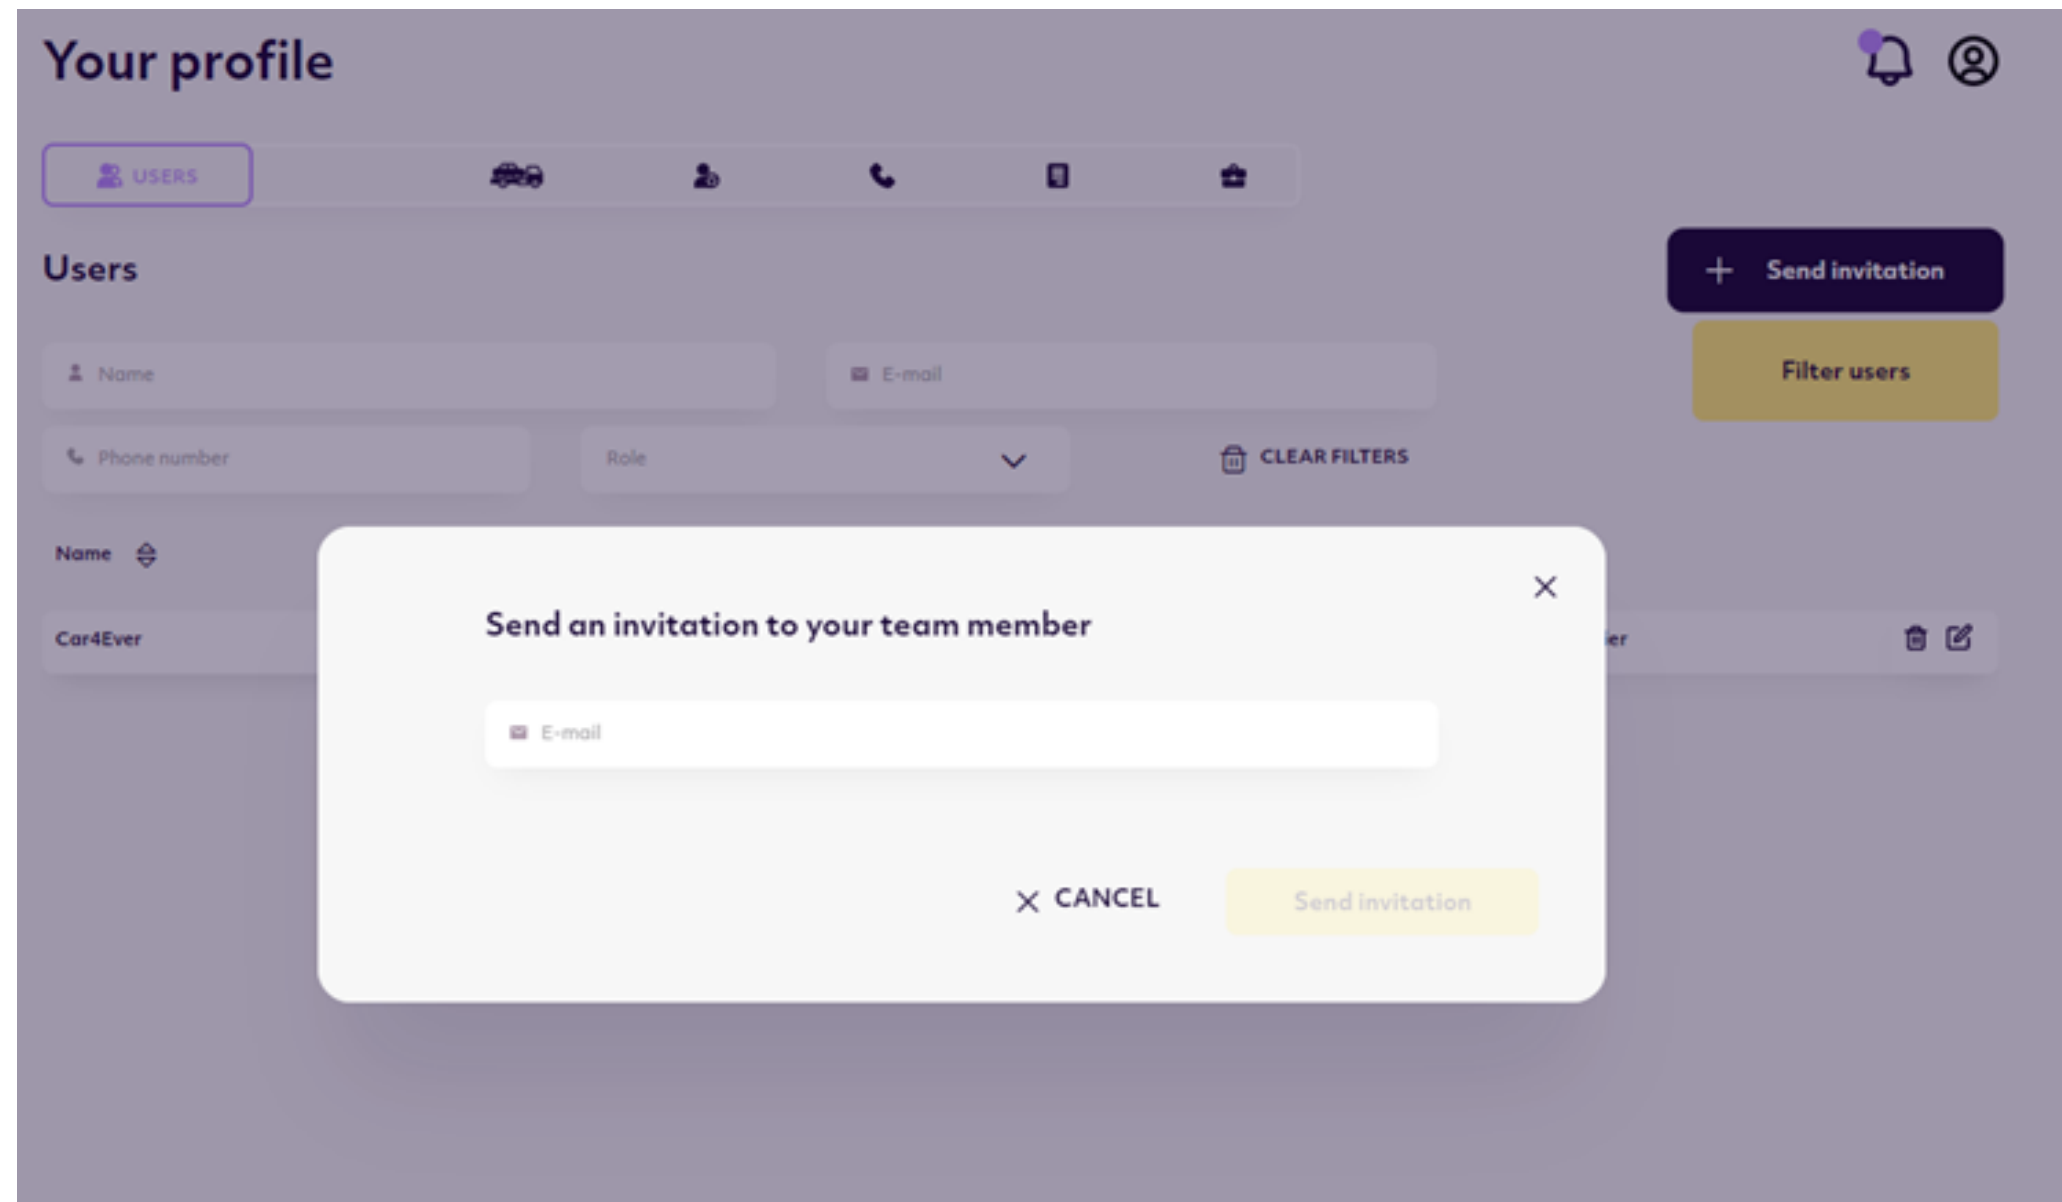 Your profile
USERS
Users
Send invitation
Name
E-mail
Filter users
Phone number
Role
CLEAR FILTERS
Name
Send an invitation to your team member
Car4Ever
er
E-mail
CANCEL
Send invitation